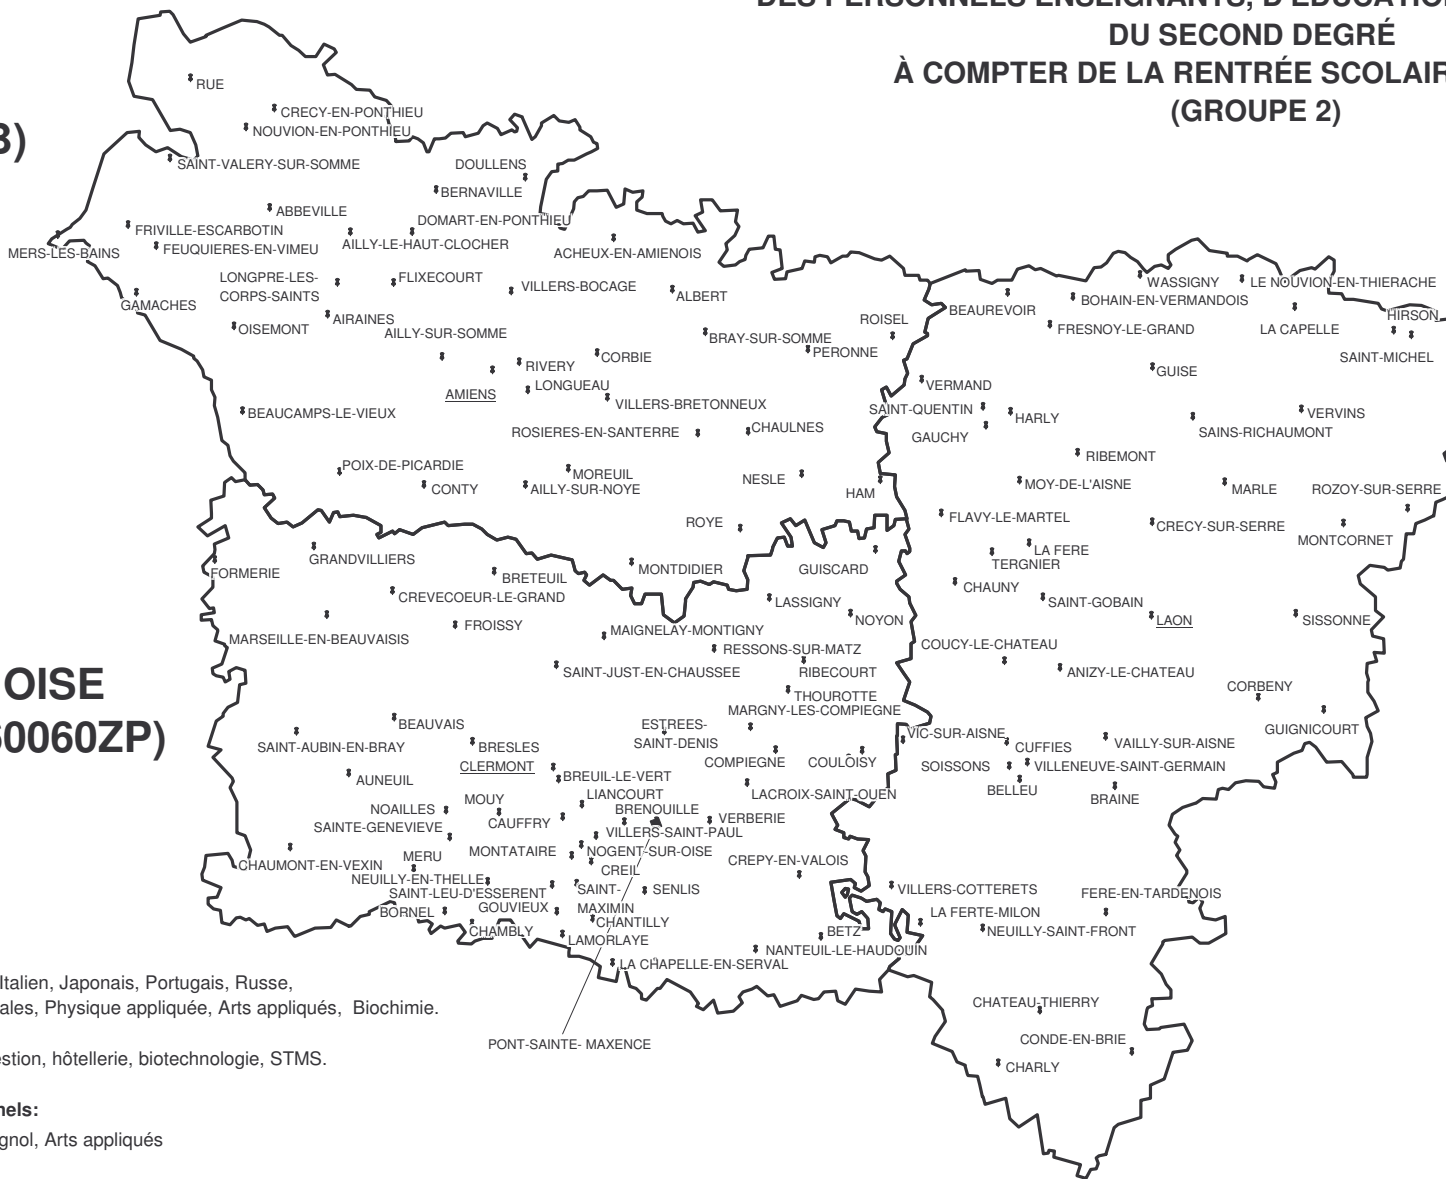 DES PERSONNELS ENSEIGNANTS, D'EDUCATION
DU SECOND DEGRÉ
À COMPTER DE LA RENTRÉE SCOLAIR
(GROUPE 2)
3)
RUE
CRECY-EN-PONTHIEU
NOUVION-EN-PONTHIEU
SAINT-VALERY-SUR-SOMME
DOULLENS
BERNAVILLE
ABBEVILLE
DOMART-EN-PONTHIEU
FRIVILLE-ESCARBOTIN
AILLY-LE-HAUT-CLOCHER
MERS-LES-BAINS
FEUQUIERES-EN-VIMEU
ACHEUX-EN-AMIENOIS
LONGPRE-LES-
CORPS-SAINTS
FLIXECOURT
VILLERS-BOCAGE
ALBERT
GAMACHES
OISEMONT
AIRAINES
AILLY-SUR-SOMME
BRAY-SUR-SOMME
ROISEL
PERONNE
CORBIE
RIVERY
LONGUEAU
AMIENS
VILLERS-BRETONNEUX
BEAUCAMPS-LE-VIEUX
ROSIERES-EN-SANTERRE
CHAULNES
POIX-DE-PICARDIE
CONTY
MOREUIL
AILLY-SUR-NOYE
NESLE
HAM
ROYE
MONTDIDIER
WASSIGNY
LE NOUVION-EN-THIERACHE
BEAUREVOIR
BOHAIN-EN-VERMANDOIS
FRESNOY-LE-GRAND
LA CAPELLE
HIRSON
SAINT-MICHEL
GUISE
VERMAND
SAINT-QUENTIN
HARLY
GAUCHY
VERVINS
SAINS-RICHAUMONT
RIBEMONT
MOY-DE-L'AISNE
MARLE
ROZOY-SUR-SERRE
FLAVY-LE-MARTEL
CRECY-SUR-SERRE
MONTCORNET
LA FERE
TERGNIER
CHAUNY
SAINT-GOBAIN
LAON
SISSONNE
COUCY-LE-CHATEAU
ANIZY-LE-CHATEAU
CORBENY
GUIGNICOURT
VIC-SUR-AISNE
CUFFIES
VAILLY-SUR-AISNE
SOISSONS
VILLENEUVE-SAINT-GERMAIN
BELLEU
BRAINE
VILLERS-COTTERETS
FERE-EN-TARDENOIS
LA FERTE-MILON
NEUILLY-SAINT-FRONT
CHATEAU-THIERRY
CONDE-EN-BRIE
CHARLY
OISE
60060ZP)
GRANDVILLIERS
FORMERIE
BRETEUIL
GUISCARD
CREVECOEUR-LE-GRAND
LASSIGNY
NOYON
FROISSY
MARSEILLE-EN-BEAUVAISIS
MAIGNELAY-MONTIGNY
RESSONS-SUR-MATZ
SAINT-JUST-EN-CHAUSSEE
RIBECOURT
THOUROTTE
MARGNY-LES-COMPIEGNE
BEAUVAIS
ESTREES-
SAINT-DENIS
SAINT-AUBIN-EN-BRAY
BRESLES
COMPIEGNE
COULOISY
CLERMONT
AUNEUIL
BREUIL-LE-VERT
LIANCOURT
LACROIX-SAINT-OUEN
NOAILLES
MOUY
BRENOUILLE
VERBERIE
SAINTE-GENEVIEVE
CAUFFRY
VILLERS-SAINT-PAUL
MERU
MONTATAIRE
NOGENT-SUR-OISE
CREPY-EN-VALOIS
CHAUMONT-EN-VEXIN
CREIL
NEUILLY-EN-THELLE
SAINT-LEU-D'ESSERENT
SAINT-
MAXIMIN
SENLIS
BORNEL
GOUVIEUX
CHANTILLY
CHAMBLY
LAMORLAYE
BETZ
NANTEUIL-LE-HAUDOUIN
LA CHAPELLE-EN-SERVAL
PONT-SAINTE- MAXENCE
Italien, Japonais, Portugais, Russe,
ales, Physique appliquée, Arts appliqués, Biochimie.
estion, hôtellerie, biotechnologie, STMS.
nels:
gnol, Arts appliqués